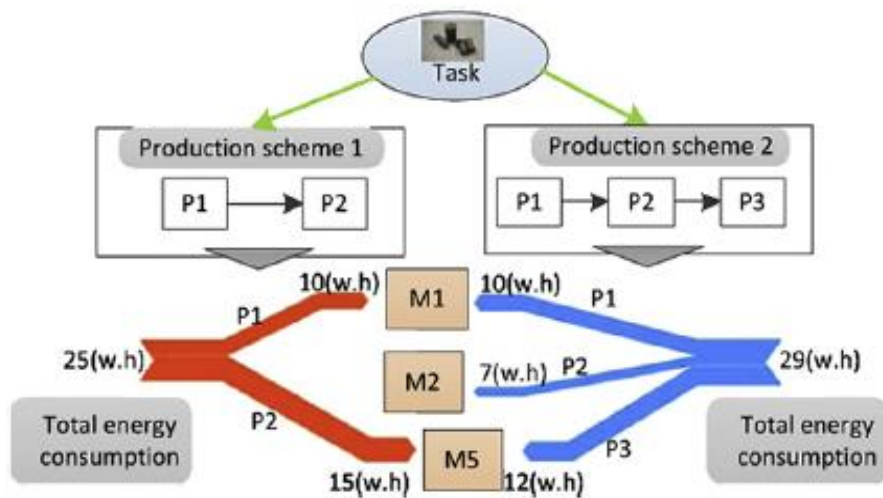 Task
Production scheme 1
P1
P2
Production scheme 2
P1
P2
P3
10(w.h)
M1
10(w.h)
P1
P1
25(w.h)
M2
7(w.h)
P2
29(w.h)
P2
P3
Total energy
consumption
15(w.h)
M5
12(w.h)
Total energy
consumption